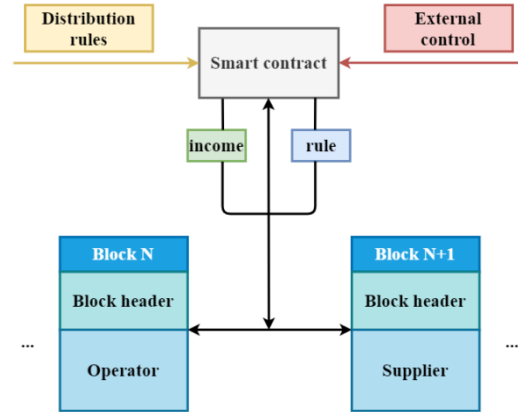 Distribution
rules
External
control
Smart contract
income
rule
Block N
Block N+1
Block header
Block header
...
Operator
Supplier
...